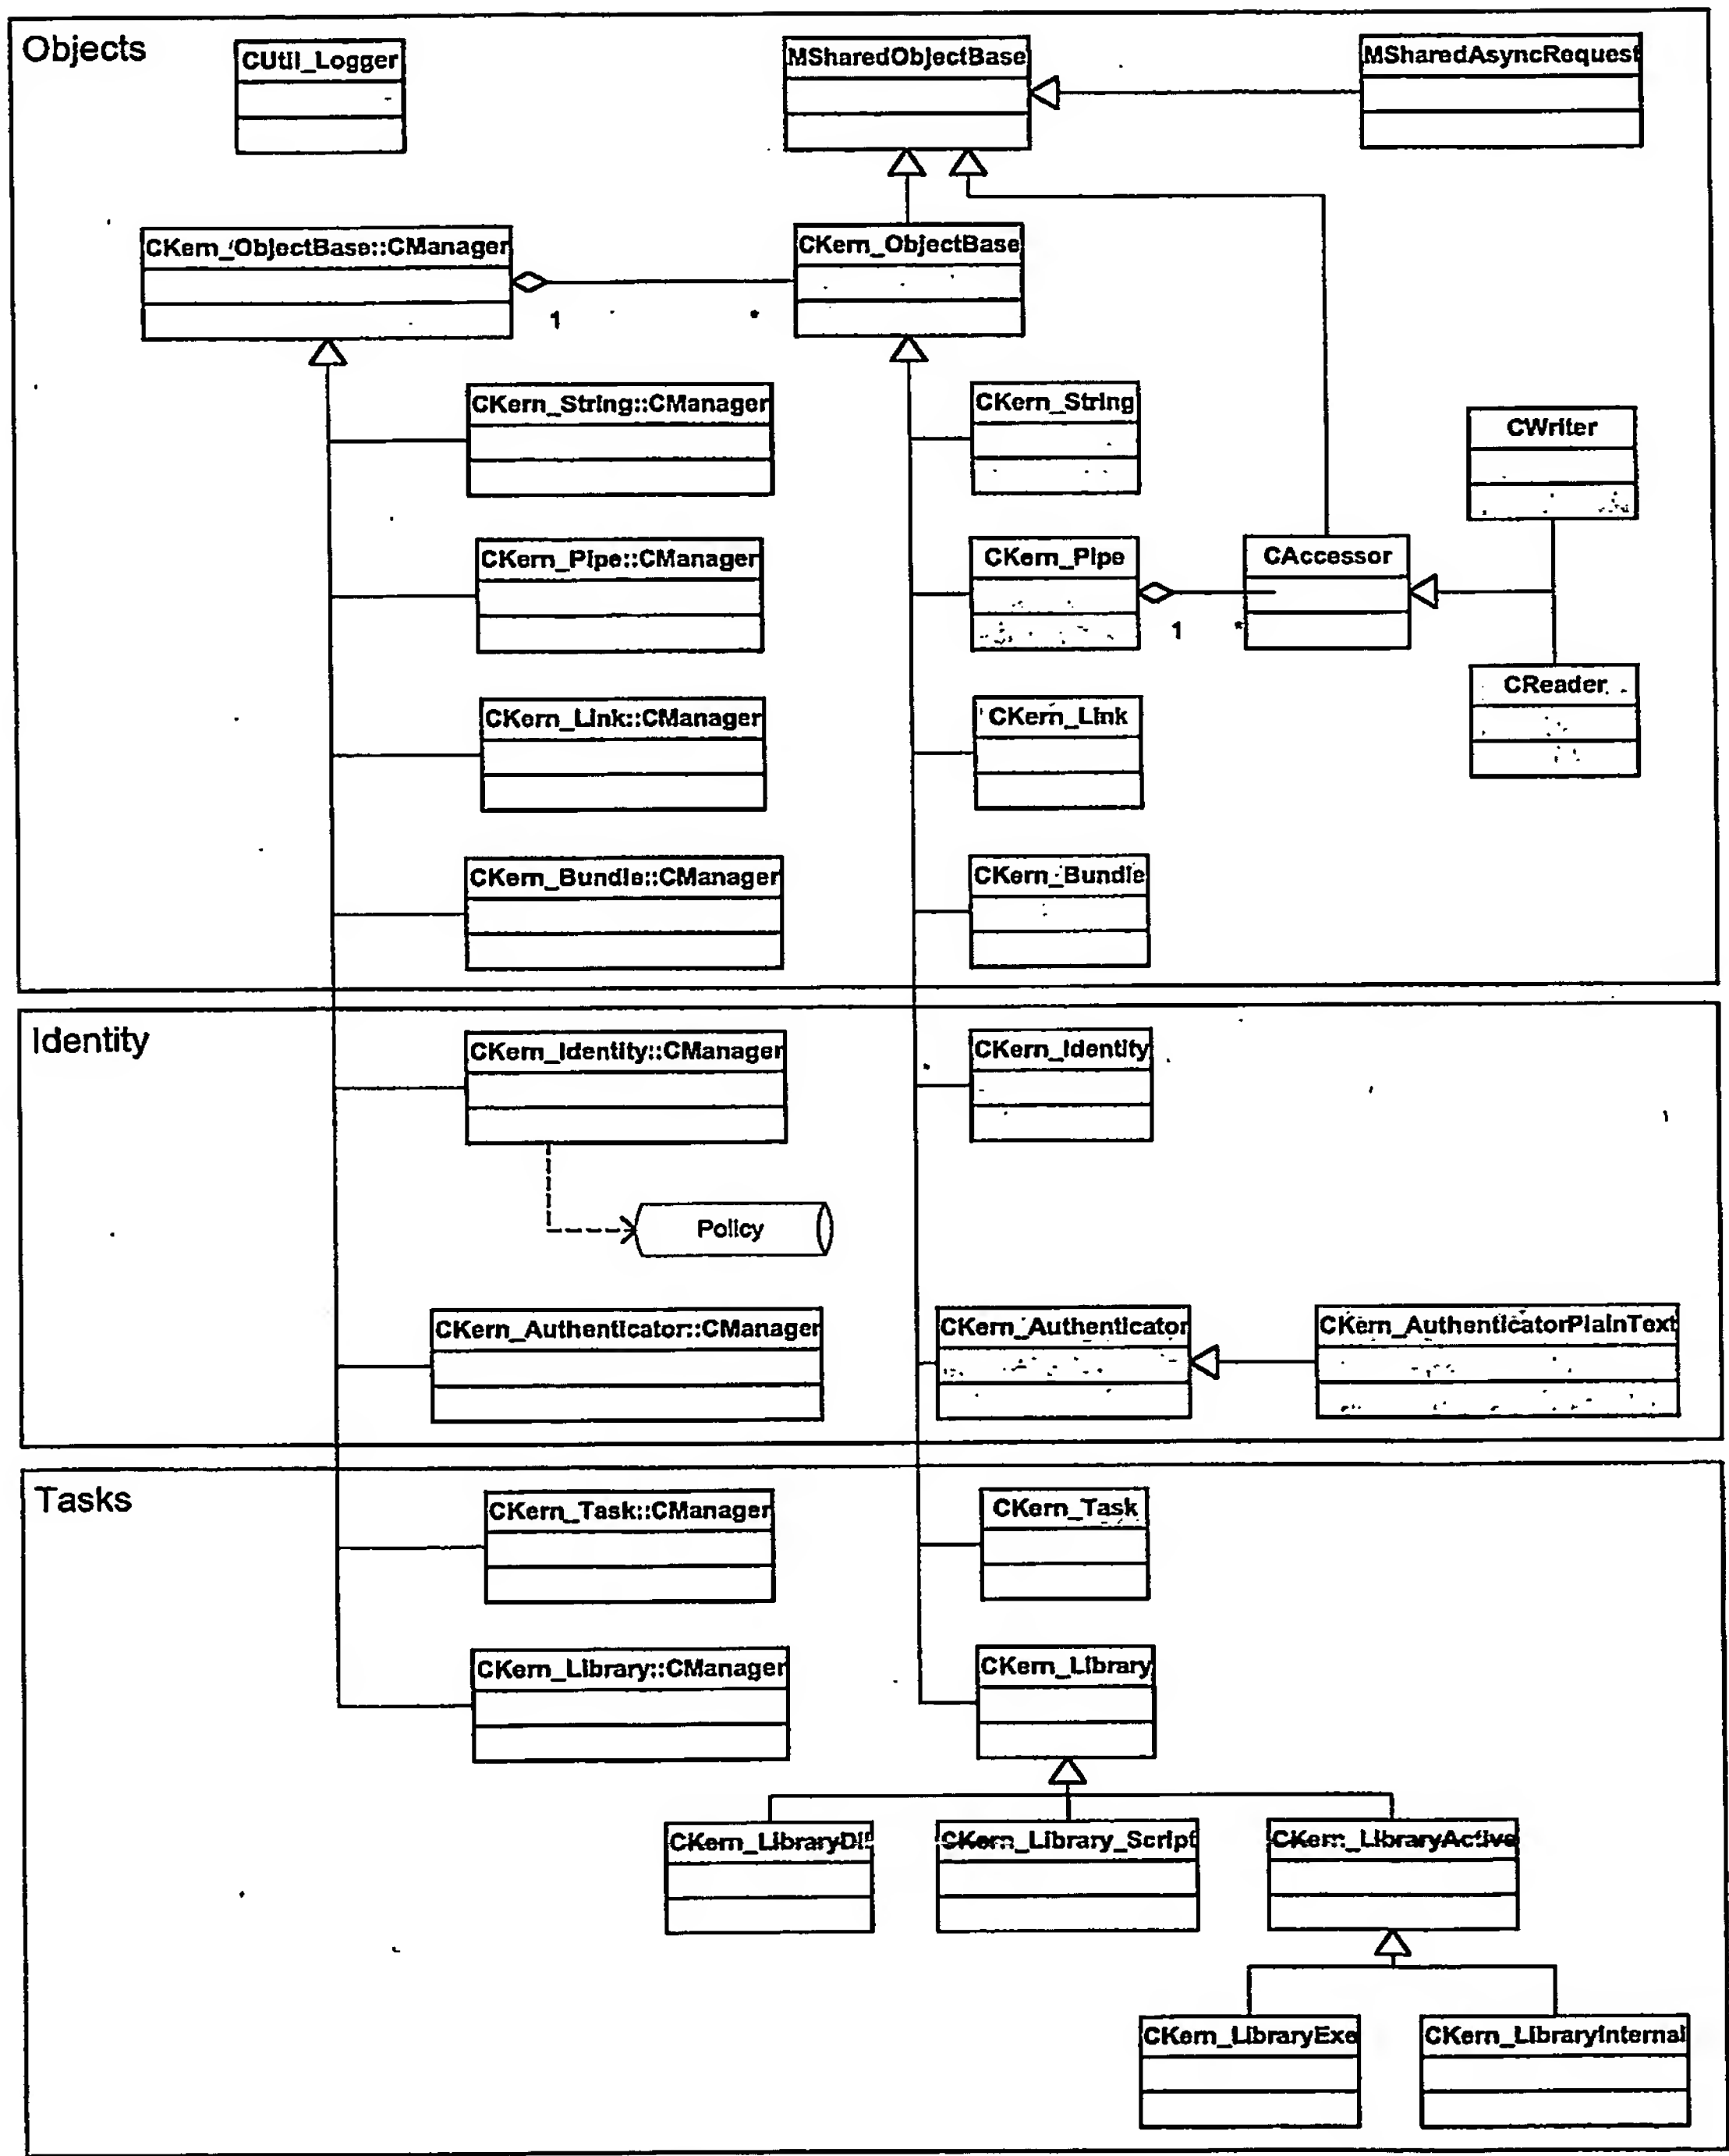 Objects
CUtil_Logger
MSharedObjectBase
MSharedAsyncRequest
CKern_ObjectBase::CManager
CKern_ObjectBase
1
*
CKern_String::CManager
CKern_String
CWriter
CKern_Pipe::CManager
CKern_Pipe
CAccessor
1
*
CReader
CKern_Link::CManager
CKern_Link
CKern_Bundle::CManager
CKern_Bundle
Identity
CKern_Identity::CManager
CKern_Identity
Policy
CKern_Authenticator::CManager
CKern_Authenticator
CKern_AuthenticatorPlainText
Tasks
CKern_Task::CManager
CKern_Task
CKern_Library::CManager
CKern_Library
CKern_LibraryDll
CKern_Library_Script
CKern_LibraryActive
CKern_LibraryExe
CKern_LibraryInternal